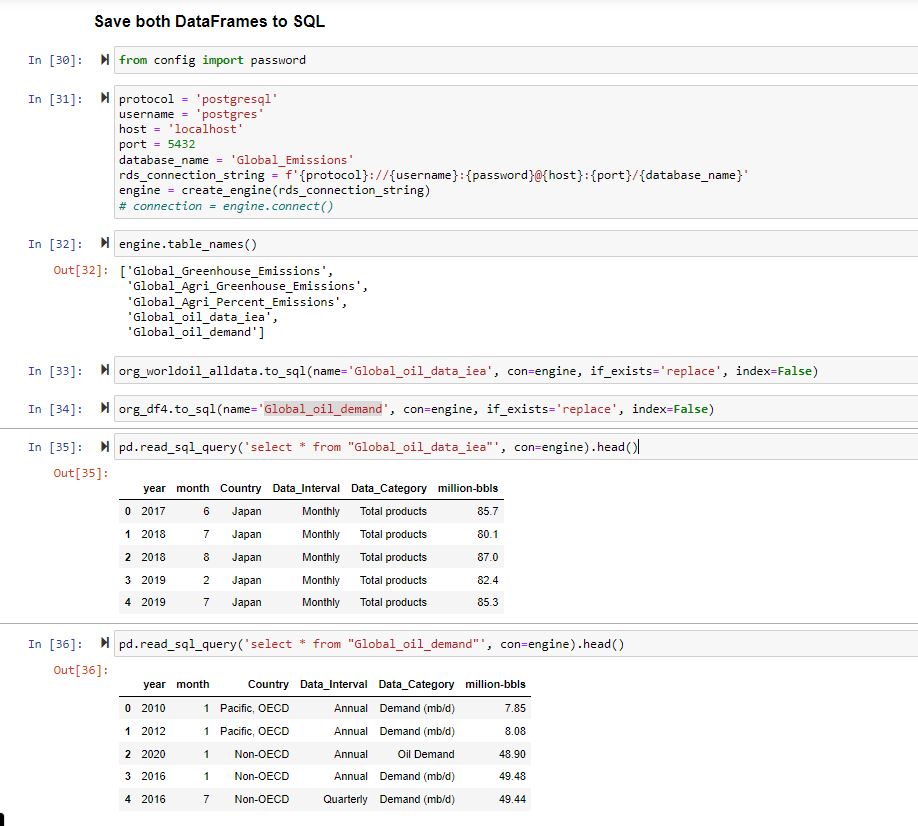 Save both DataFrames to SQL
In [30]: from config import password
In [31]: protocol = 'postgresql'
username = 'postgres'
host = 'localhost'
port = 5432
database_name = 'Global_Emissions'
rds_connection_string = f'{protocol}://{username}:{password}@{host}:{port}/{database_name}'
engine = create_engine(rds_connection_string)
# connection = engine.connect()
In [32]: engine.table_names()
Out[32]: ['Global_Greenhouse_Emissions',
'Global_Agri_Greenhouse_Emissions',
'Global_Agri_Percent_Emissions',
'Global_oil_data_iea',
'Global_oil_demand']
In [33]: org_worldoil_alldata.to_sql(name='Global_oil_data_iea', con=engine, if_exists='replace', index=False)
In [34]: org_df4.to_sql(name='Global_oil_demand', con=engine, if_exists='replace', index=False)
In [35]: pd.read_sql_query('select * from "Global_oil_data_iea"', con=engine).head()
Out[35]:
year month Country Data_Interval Data_Category million-bbls
0 2017 6 Japan Monthly Total products 85.7
1 2018 7 Japan Monthly Total products 80.1
2 2018 8 Japan Monthly Total products 87.0
3 2019 2 Japan Monthly Total products 82.4
4 2019 7 Japan Monthly Total products 85.3
In [36]: pd.read_sql_query('select * from "Global_oil_demand"', con=engine).head()
Out[36]:
year month Country Data_Interval Data_Category million-bbls
0 2010 1 Pacific, OECD Annual Demand (mb/d) 7.85
1 2012 1 Pacific, OECD Annual Demand (mb/d) 8.08
2 2020 1 Non-OECD Annual Oil Demand 48.90
3 2016 1 Non-OECD Annual Demand (mb/d) 49.48
4 2016 7 Non-OECD Quarterly Demand (mb/d) 49.44